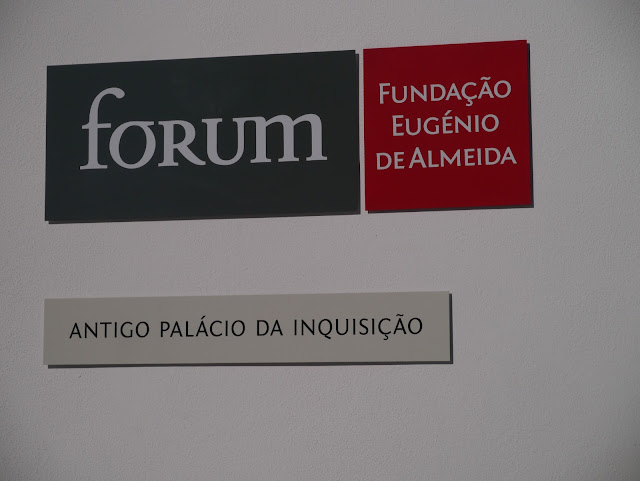 forum
FUNDAÇÃO
EUGÉNIO
DE ALMEIDA
ANTIGO PALÁCIO DA INQUISIÇÃO